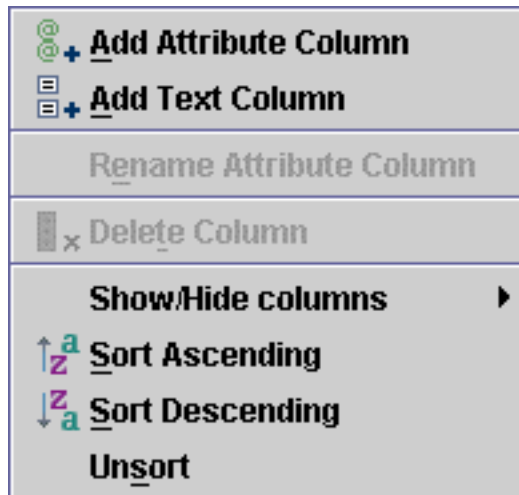 Add Attribute Column
Add Text Column
Rename Attribute Column
Delete Column
Show/Hide columns
Sort Ascending
Sort Descending
Unsort